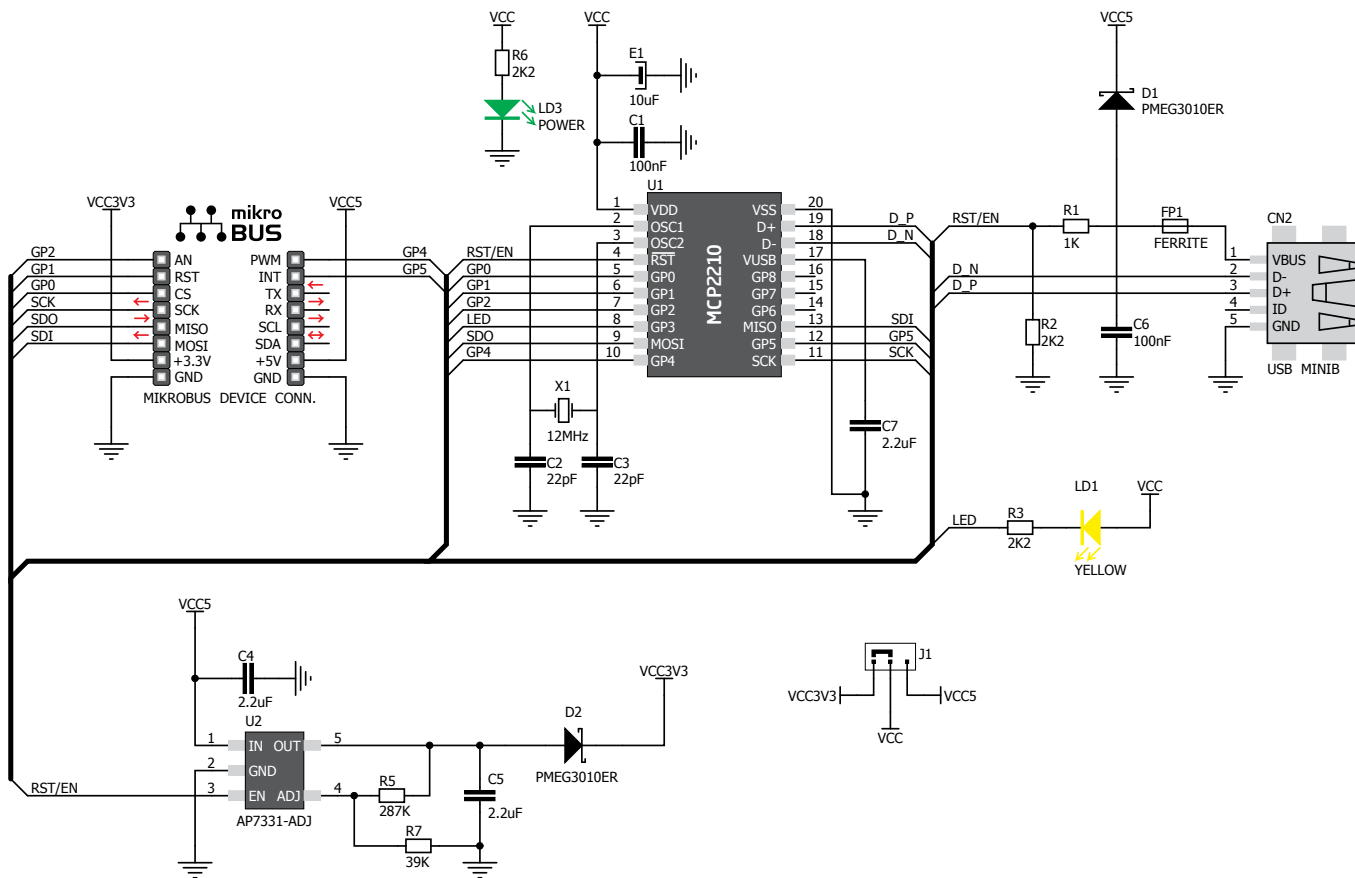 VCC
R6
2K2
LD3
POWER
VCC
E1
10uF
C1
100nF
VCC5
D1
PMEG3010ER
VCC3V3
mikro
BUS
VCC5
GP2
GP1
GP0
SCK
SDO
SDI
AN
RST
CS
SCK
MISO
MOSI
+3.3V
GND
PWM
INT
TX
RX
SCL
SDA
+5V
GND
GP4
GP5
MIKROBUS DEVICE CONN.
RST/EN
GP0
GP1
GP2
LED
SDO
GP4
U1
MCP2210
1 VDD
2 OSC1
3 OSC2
4 RST
5 GP0
6 GP1
7 GP2
8 GP3
9 MOSI
10 GP4
VSS 20
D+ 19
D- 18
VUSB 17
GP8 16
GP7 15
GP6 14
MISO 13
GP5 12
SCK 11
D_P
D_N
SDI
GP5
SCK
X1
12MHz
C2
22pF
C3
22pF
C7
2.2uF
RST/EN
R1
1K
FP1
FERRITE
D_N
D_P
R2
2K2
C6
100nF
CN2
1 VBUS
2 D-
3 D+
4 ID
5 GND
USB MINIB
LED
R3
2K2
LD1
YELLOW
VCC
VCC5
C4
2.2uF
U2
1 IN
2 GND
3 EN
OUT 5
ADJ 4
AP7331-ADJ
RST/EN
R5
287K
R7
39K
C5
2.2uF
D2
PMEG3010ER
VCC3V3
J1
VCC3V3
VCC5
VCC